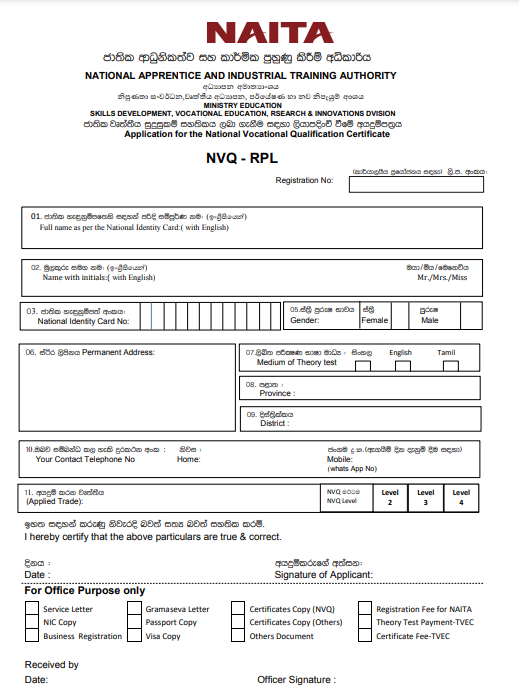 NAITA
ජාතික ආධුනිකත්ව සහ කාර්මික පුහුණු කිරීම් අධිකාරිය
NATIONAL APPRENTICE AND INDUSTRIAL TRAINING AUTHORITY
අධ්‍යාපන අමාත්‍යාංශය
නිපුණතා සංවර්ධන,වෘත්තීය අධ්‍යාපන, පර්යේෂණ හා නව නිපැයුම් අංශය
MINISTRY EDUCATION
SKILLS DEVELOPMENT, VOCATIONAL EDUCATION, RSEARCH & INNOVATIONS DVISION
ජාතික වෘත්තීය සුදුසුකම් සහතිකය ලබා ගැනීම සඳහා ලියාපදිංචි වීමේ අයදුම්පත්‍රය
Application for the National Vocational Qualification Certificate
NVQ - RPL
(කාර්යාලයීය ප්‍රයෝජනය සඳහා) ලි.ප. අංකය:
Registration No:
01. ජාතික හැඳුනුම්පතෙහි සඳහන් පරිදි සම්පූර්ණ නම: (ඉංග්‍රීසියෙන්)
Full name as per the National Identity Card:( with English)
02. මුලකුරු සමග නම: (ඉංග්‍රීසියෙන්) මයා/මිය/මෙනෙවිය
Name with initials:( with English) Mr./Mrs./Miss
03. ජාතික හැඳුනුම්පත් අංකය: 05.ස්ත්‍රී පුරුෂ භාවය ස්ත්‍රී පුරුෂ
National Identity Card No: Gender: Female Male
06. ස්ථිර ලිපිනය Permanent Address: 07.ලිඛිත පරීක්ෂණ භාෂා මාධ්‍ය : සිංහල English Tamil
Medium of Theory test
08. පළාත :
Province :
09. දිස්ත්‍රික්කය
District :
10.ඔබව සම්බන්ධ කල හැකි දුරකථන අංක : නිවස : ජංගම දු.ක.(ඇගයීම් දින දැනුම් දීම සඳහා)
Your Contact Telephone No Home: Mobile:
(whats App No)
11. අයදුම් කරන වෘත්තිය NVQ මට්ටම Level Level Level
(Applied Trade): NVQ Level 2 3 4
ඉහත සඳහන් කරුණු නිවැරදි බවත් සත්‍ය බවත් සහතික කරමි.
I hereby certify that the above particulars are true & correct.
දිනය : අයදුම්කරුගේ අත්සන:
Date : Signature of Applicant:
For Office Purpose only
Service Letter Gramaseva Letter Certificates Copy (NVQ) Registration Fee for NAITA
NIC Copy Passport Copy Certificates Copy (Others) Theory Test Payment-TVEC
Business Registration Visa Copy Others Document Certificate Fee-TVEC
Received by
Date: Officer Signature :